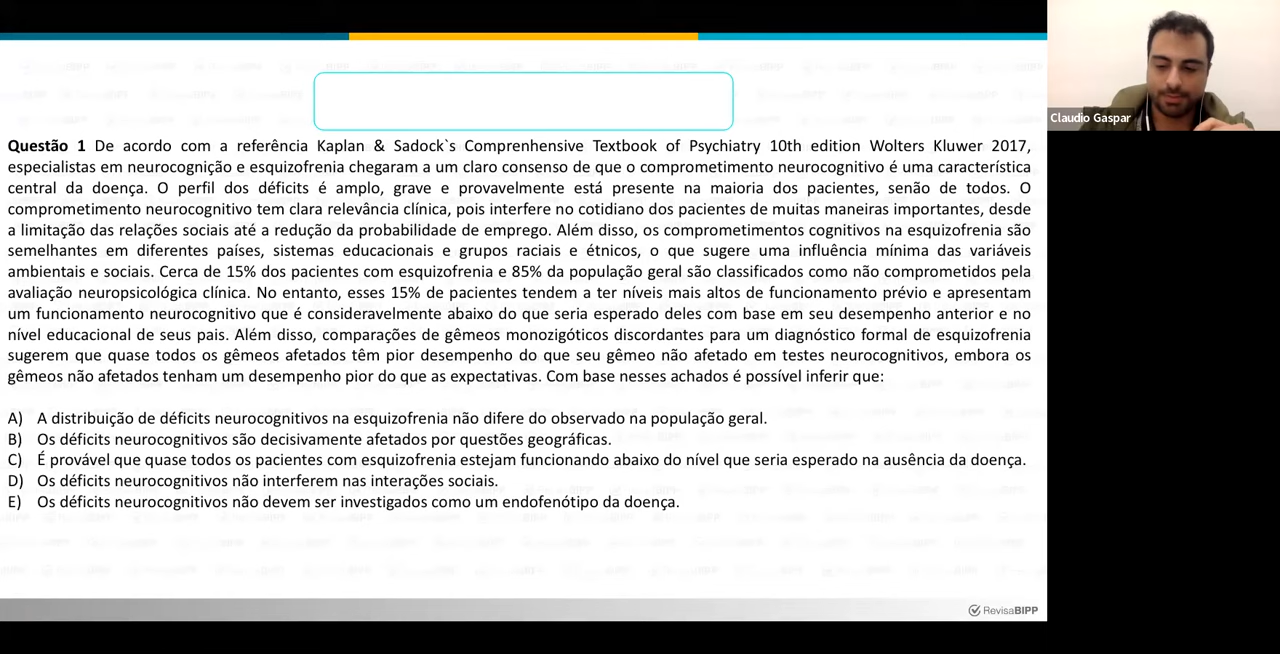 Claudio Gaspar
Questão 1 De acordo com a referência Kaplan & Sadock`s Comprenhensive Textbook of Psychiatry 10th edition Wolters Kluwer 2017,
especialistas em neurocognição e esquizofrenia chegaram a um claro consenso de que o comprometimento neurocognitivo é uma característica
central da doença. O perfil dos déficits é amplo, grave e provavelmente está presente na maioria dos pacientes, senão de todos. O
comprometimento neurocognitivo tem clara relevância clínica, pois interfere no cotidiano dos pacientes de muitas maneiras importantes, desde
a limitação das relações sociais até a redução da probabilidade de emprego. Além disso, os comprometimentos cognitivos na esquizofrenia são
semelhantes em diferentes países, sistemas educacionais e grupos raciais e étnicos, o que sugere uma influência mínima das variáveis
ambientais e sociais. Cerca de 15% dos pacientes com esquizofrenia e 85% da população geral são classificados como não comprometidos pela
avaliação neuropsicológica clínica. No entanto, esses 15% de pacientes tendem a ter níveis mais altos de funcionamento prévio e apresentam
um funcionamento neurocognitivo que é consideravelmente abaixo do que seria esperado deles com base em seu desempenho anterior e no
nível educacional de seus pais. Além disso, comparações de gêmeos monozigóticos discordantes para um diagnóstico formal de esquizofrenia
sugerem que quase todos os gêmeos afetados têm pior desempenho do que seu gêmeo não afetado em testes neurocognitivos, embora os
gêmeos não afetados tenham um desempenho pior do que as expectativas. Com base nesses achados é possível inferir que:
A) A distribuição de déficits neurocognitivos na esquizofrenia não difere do observado na população geral.
B) Os déficits neurocognitivos são decisivamente afetados por questões geográficas.
C) É provável que quase todos os pacientes com esquizofrenia estejam funcionando abaixo do nível que seria esperado na ausência da doença.
D) Os déficits neurocognitivos não interferem nas interações sociais.
E) Os déficits neurocognitivos não devem ser investigados como um endofenótipo da doença.
RevisaBIPP